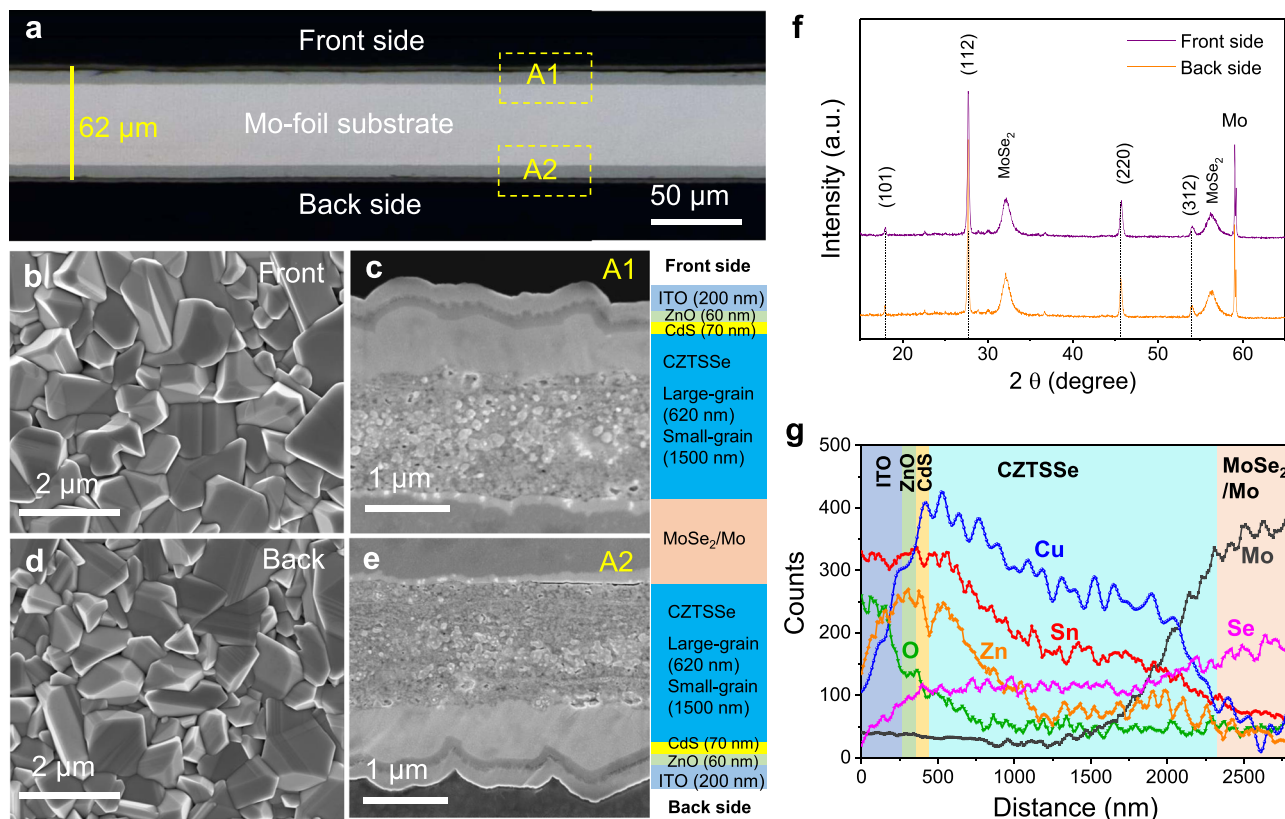 a
Front side
A1
62 µm
Mo-foil substrate
A2
Back side
50 µm
b
Front
2 µm
c
A1
1 µm
d
Back
2 µm
e
A2
1 µm
Front side
ITO (200 nm)
ZnO (60 nm)
CdS (70 nm)
CZTSSe
Large-grain
(620 nm)
Small-grain
(1500 nm)
MoSe₂/Mo
CZTSSe
Large-grain
(620 nm)
Small-grain
(1500 nm)
CdS (70 nm)
ZnO (60 nm)
ITO (200 nm)
Back side
f
Front side
Back side
(101)
(112)
MoSe₂
(220)
(312)
MoSe₂
Mo
Intensity (a.u.)
20 30 40 50 60
2 θ (degree)
g
500
400
300
200
100
0
Counts
ITO
ZnO
CdS
CZTSSe
MoSe₂
/Mo
Cu
Mo
Sn
Se
O
Zn
0 500 1000 1500 2000 2500
Distance (nm)